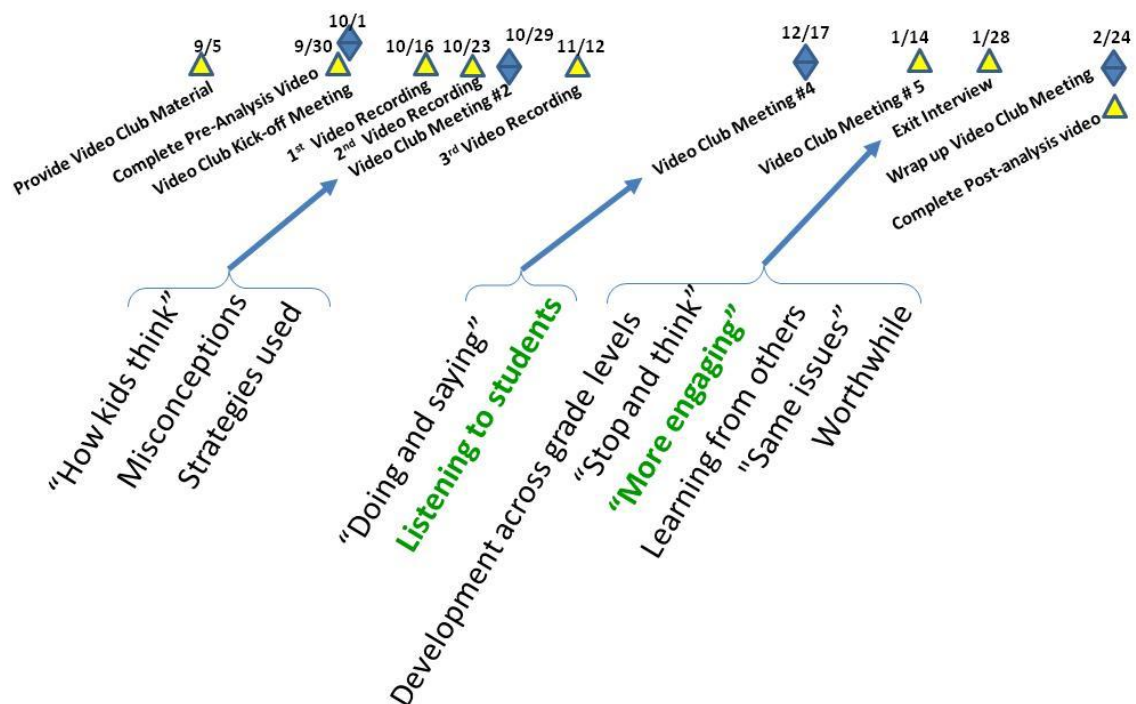 9/5
9/30
10/1
10/16
10/23
10/29
11/12
12/17
1/14
1/28
2/24
Provide Video Club Material
Complete Pre-Analysis Video
Video Club Kick-off Meeting
1st Video Recording
2nd Video Recording
Video Club Meeting #2
3rd Video Recording
Video Club Meeting #4
Video Club Meeting # 5
Exit Interview
Wrap up Video Club Meeting
Complete Post-analysis video
“How kids think”
Misconceptions
Strategies used
“Doing and saying”
Listening to students
Development across grade levels
“Stop and think”
“More engaging”
Learning from others
"Same issues”
Worthwhile